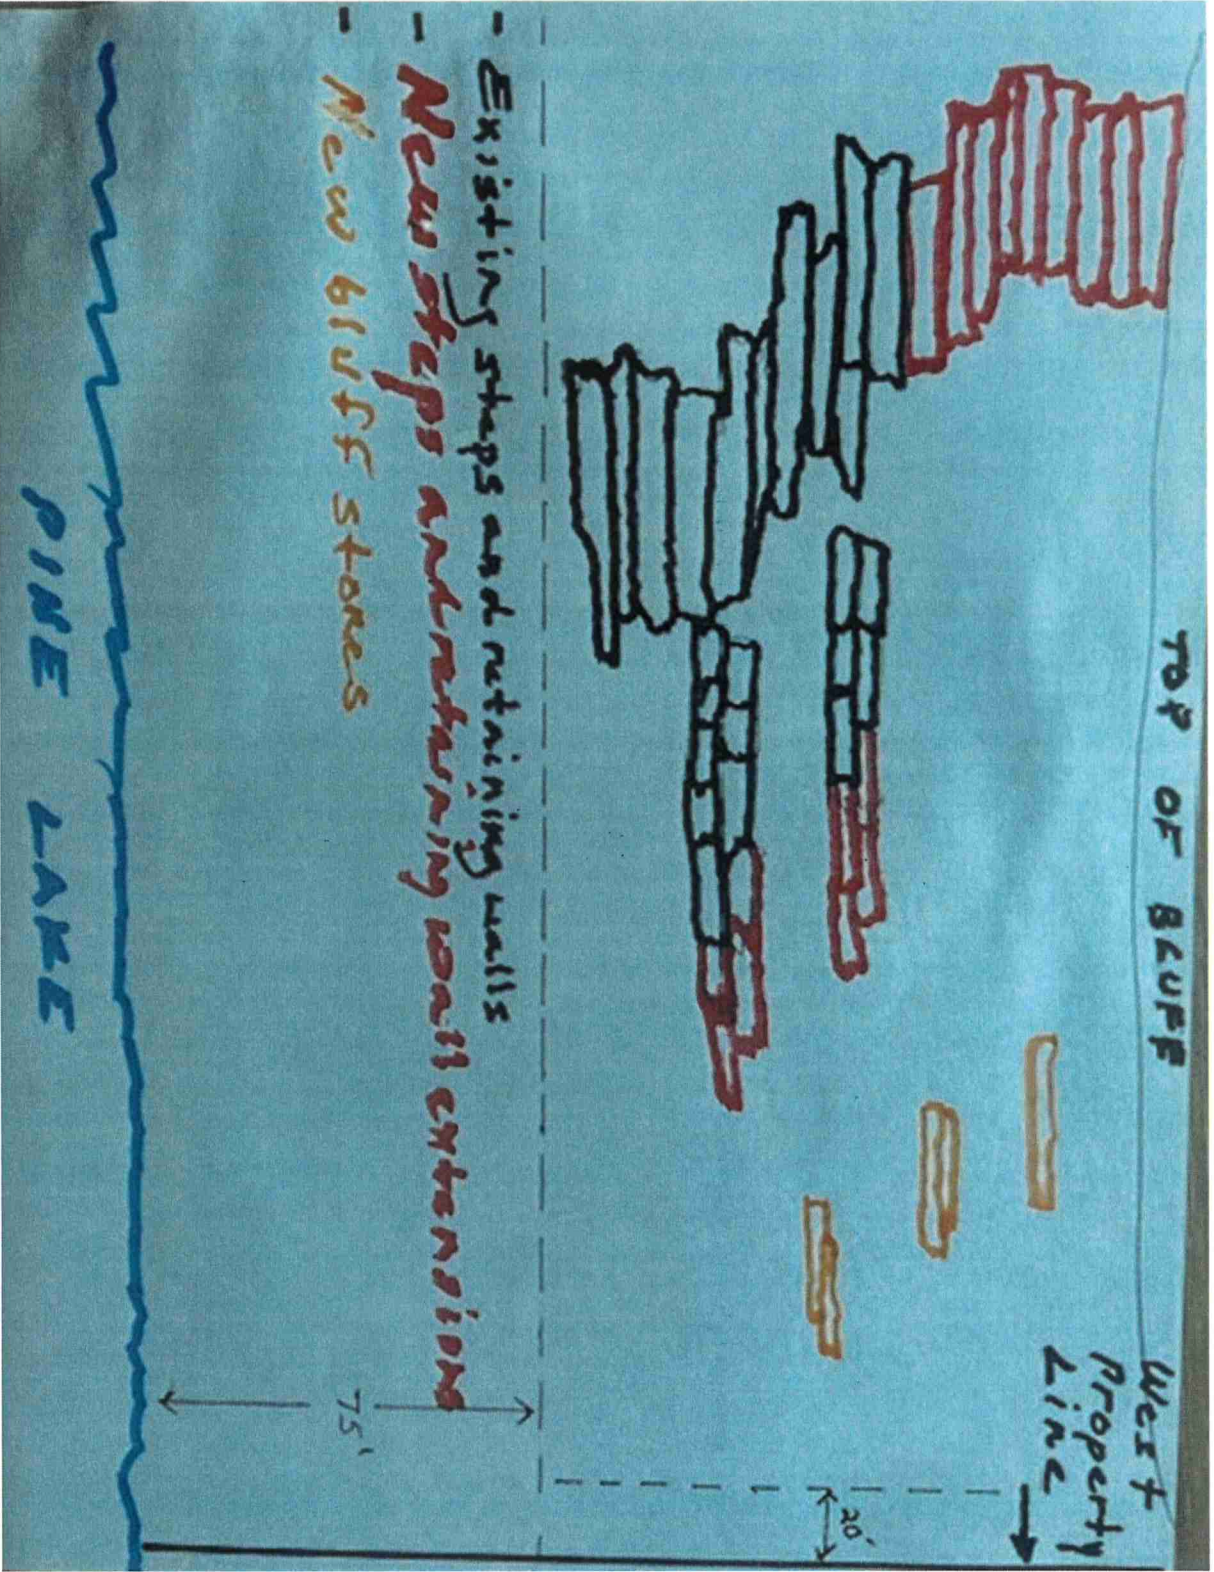 TOP OF BLUFF
West
Property
Line
20'
- Existing steps and retaining walls
- New steps and retaining wall extensions
- New bluff stones
75'
PINE LAKE